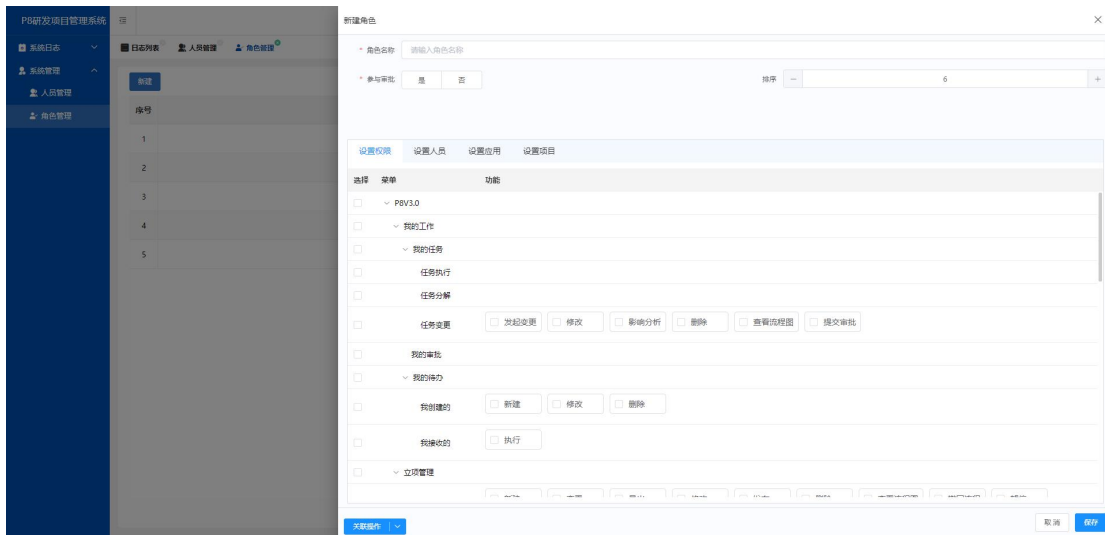 P8研发项目管理系统
系统日志
系统管理
人员管理
角色管理
日志列表 人员管理 角色管理
新建
序号
1
2
3
4
5
新建角色
* 角色名称 请输入角色名称
* 参与审批 是 否 排序 6
设置权限 设置人员 设置应用 设置项目
选择 菜单 功能
P8V3.0
我的工作
我的任务
任务执行
任务分解
任务变更 发起变更 修改 影响分析 删除 查看流程图 提交审批
我的审批
我的待办
我创建的 新建 修改 删除
我接收的 执行
立项管理
关联操作 取消 保存